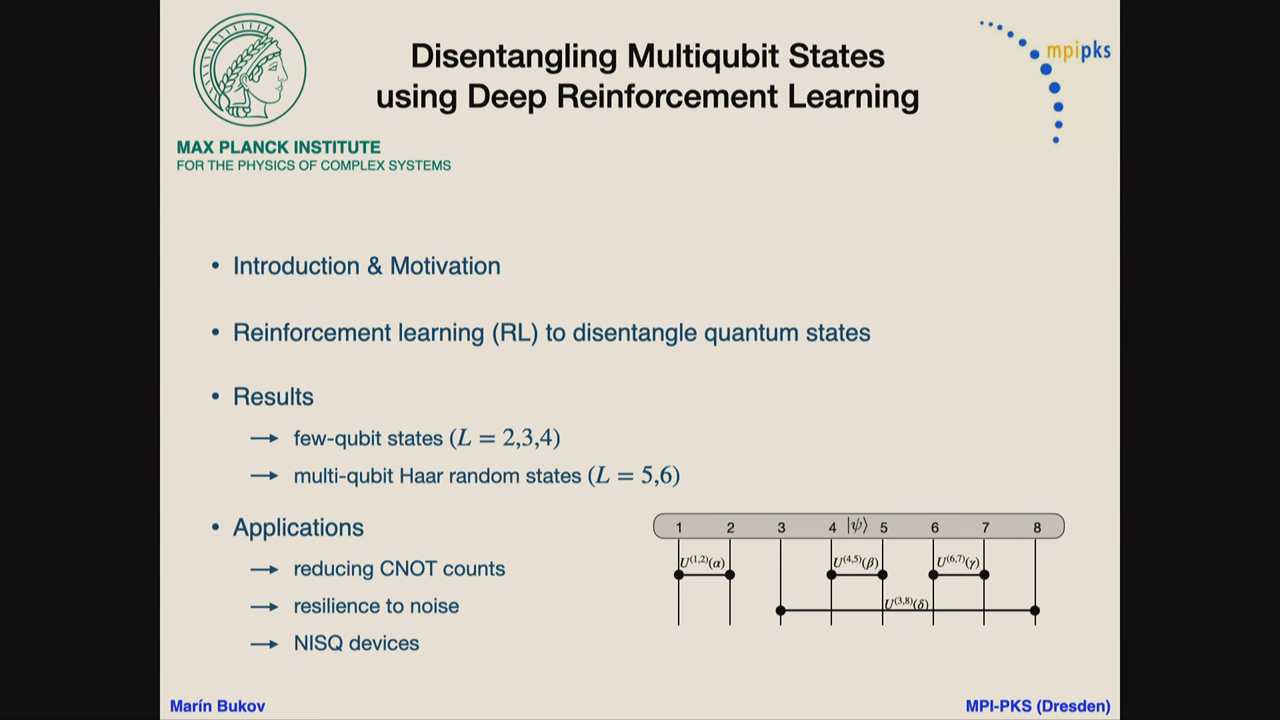 Disentangling Multiqubit States
using Deep Reinforcement Learning
mpipks
MAX PLANCK INSTITUTE
FOR THE PHYSICS OF COMPLEX SYSTEMS
• Introduction & Motivation
• Reinforcement learning (RL) to disentangle quantum states
• Results
→ few-qubit states (L = 2,3,4)
→ multi-qubit Haar random states (L = 5,6)
• Applications
→ reducing CNOT counts
→ resilience to noise
→ NISQ devices
1 2 3 4 |ψ⟩ 5 6 7 8
U^(1,2)(α) U^(4,5)(β) U^(6,7)(γ)
U^(3,8)(δ)
Marín Bukov
MPI-PKS (Dresden)